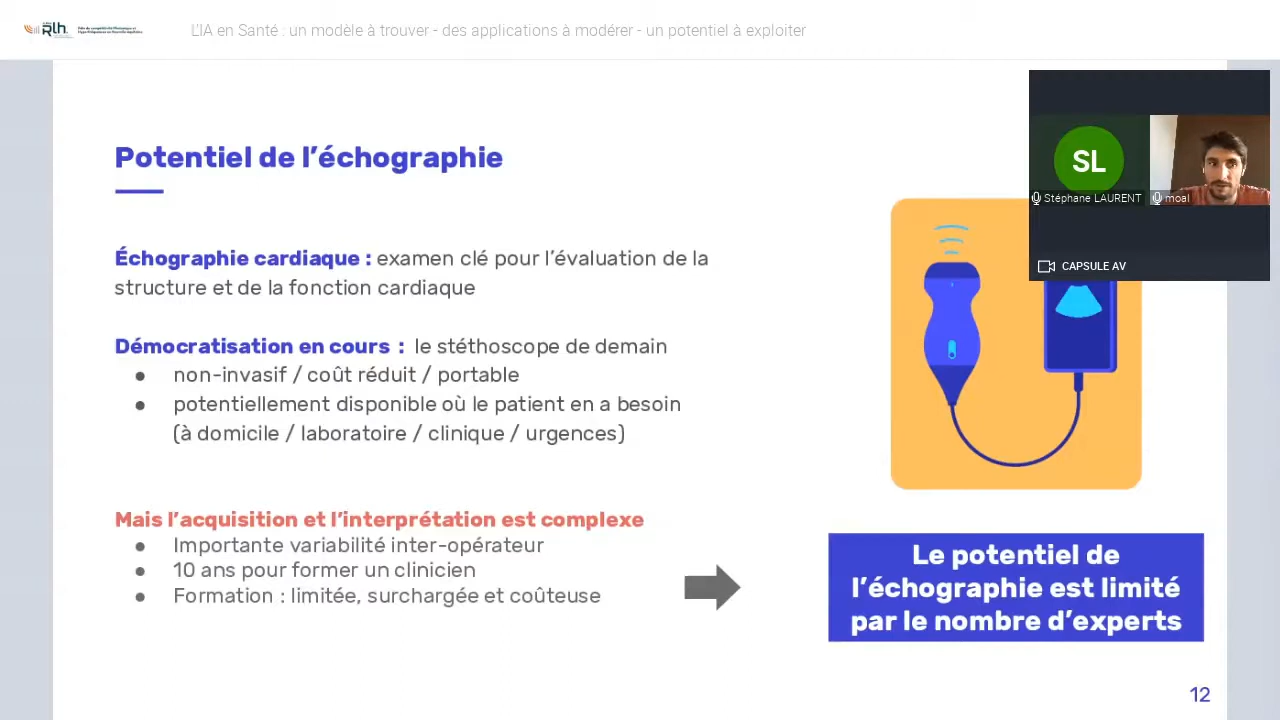 Rlh
L'IA en Santé : un modèle à trouver - des applications à modérer - un potentiel à exploiter
Potentiel de l'échographie
SL
Stéphane LAURENT
moal
CAPSULE AV
Échographie cardiaque : examen clé pour l'évaluation de la
structure et de la fonction cardiaque
Démocratisation en cours : le stéthoscope de demain
● non-invasif / coût réduit / portable
● potentiellement disponible où le patient en a besoin
(à domicile / laboratoire / clinique / urgences)
Mais l'acquisition et l'interprétation est complexe
● Importante variabilité inter-opérateur
● 10 ans pour former un clinicien
● Formation : limitée, surchargée et coûteuse
Le potentiel de
l'échographie est limité
par le nombre d'experts
12